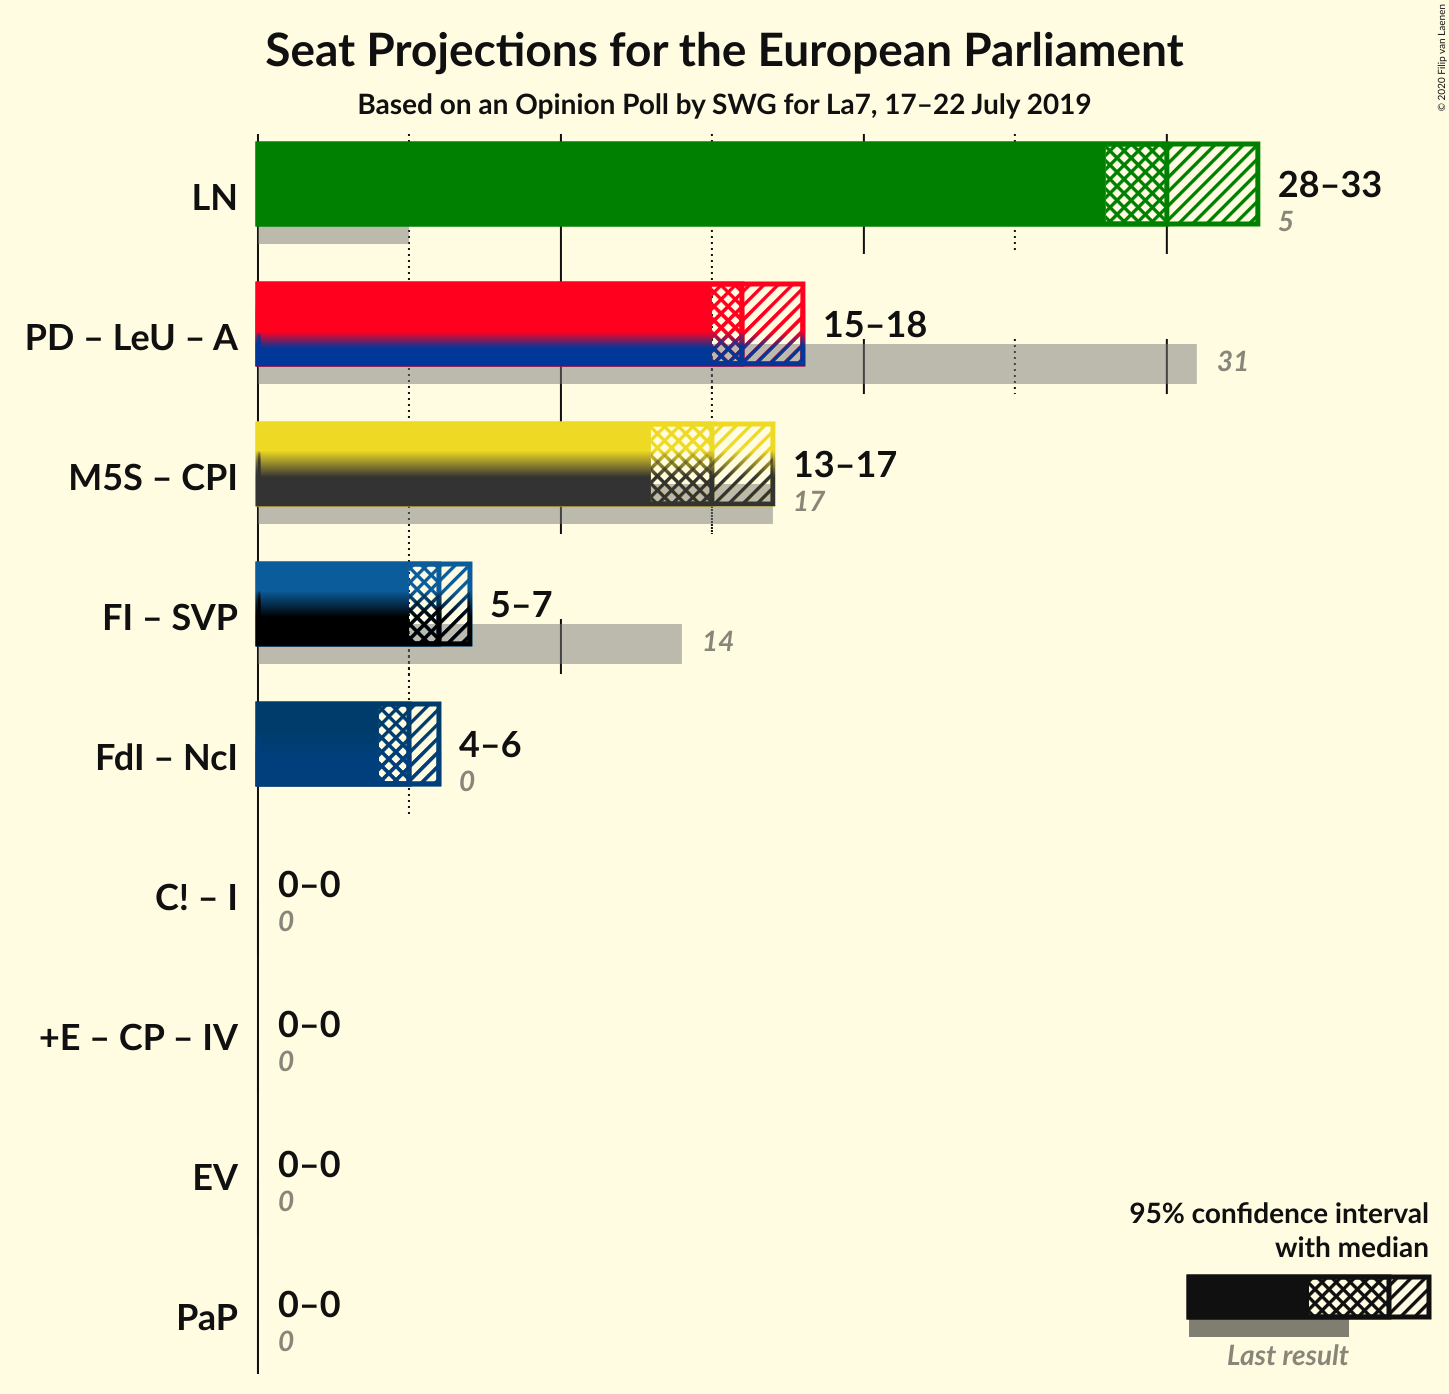 Seat Projections for the European Parliament
Based on an Opinion Poll by SWG for La7, 17–22 July 2019
© 2020 Filip van Laenen
LN
28–33
5
PD – LeU – A
15–18
31
M5S – CPI
13–17
17
FI – SVP
5–7
14
FdI – NcI
4–6
0
C! – I
0–0
0
+E – CP – IV
0–0
0
EV
0–0
0
PaP
0–0
0
95% confidence interval
with median
Last result